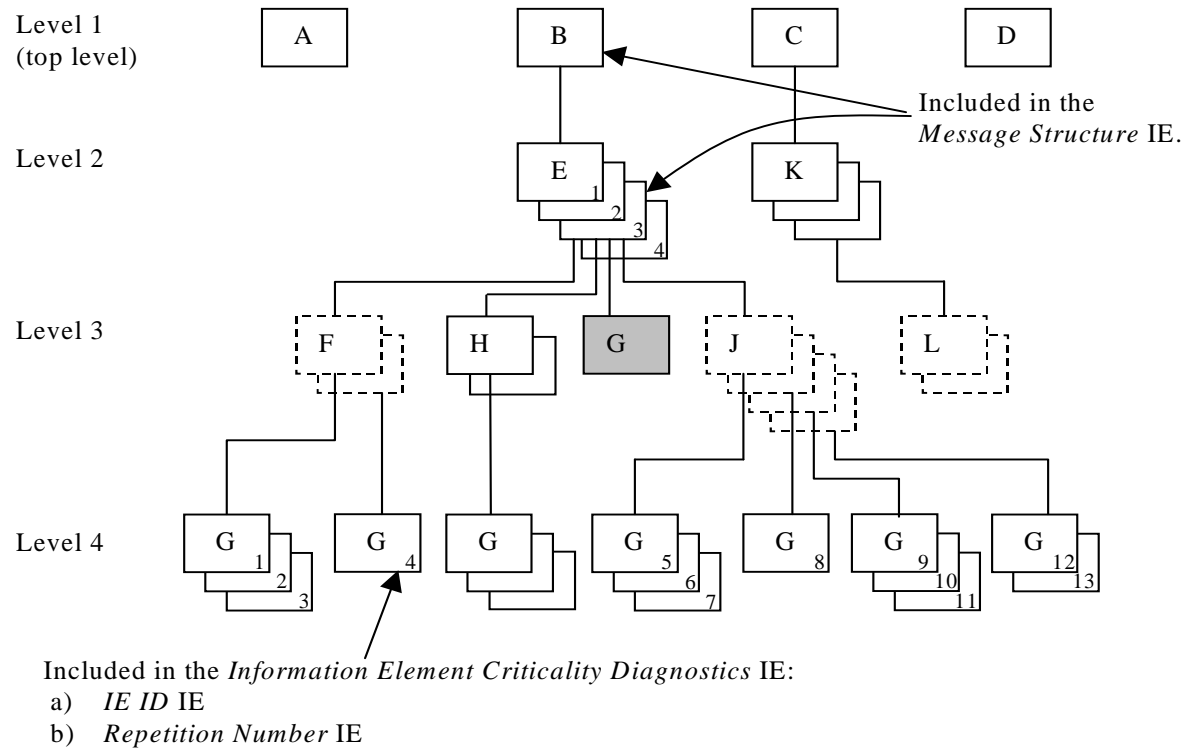 Level 1
(top level)
A
B
C
D
Included in the
Message Structure IE.
Level 2
E
1
2
3
4
K
Level 3
F
H
G
J
L
Level 4
G
1
2
3
G
4
G
G
5
6
7
G
8
G
9
10
11
G
12
13
Included in the Information Element Criticality Diagnostics IE:
a) IE ID IE
b) Repetition Number IE